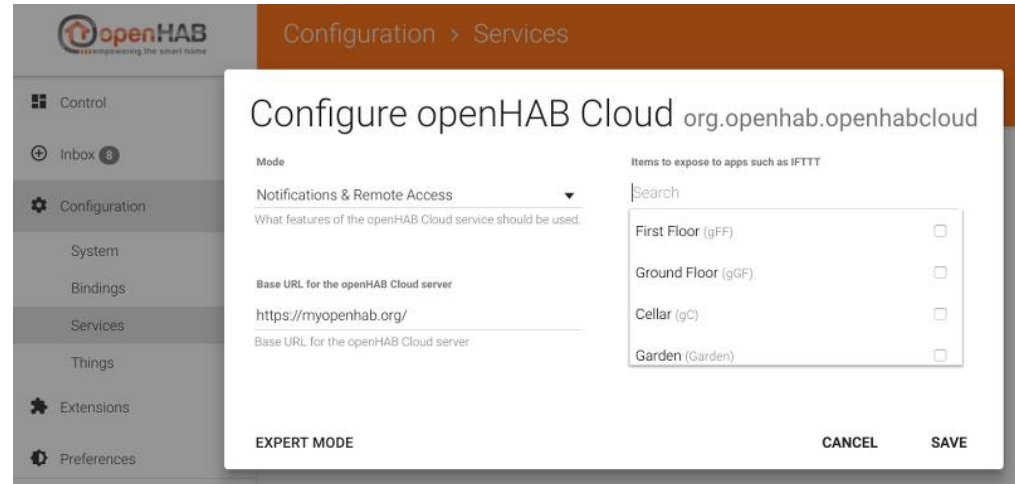 openHAB
empowering the smart home
Configuration > Services
Control
Inbox 8
Configuration
System
Bindings
Services
Things
Extensions
Preferences
Configure openHAB Cloud org.openhab.openhabcloud
Mode
Notifications & Remote Access
What features of the openHAB Cloud service should be used.
Base URL for the openHAB Cloud server
https://myopenhab.org/
Base URL for the openHAB Cloud server
Items to expose to apps such as IFTTT
Search
First Floor (gFF)
Ground Floor (gGF)
Cellar (gC)
Garden (Garden)
EXPERT MODE
CANCEL
SAVE